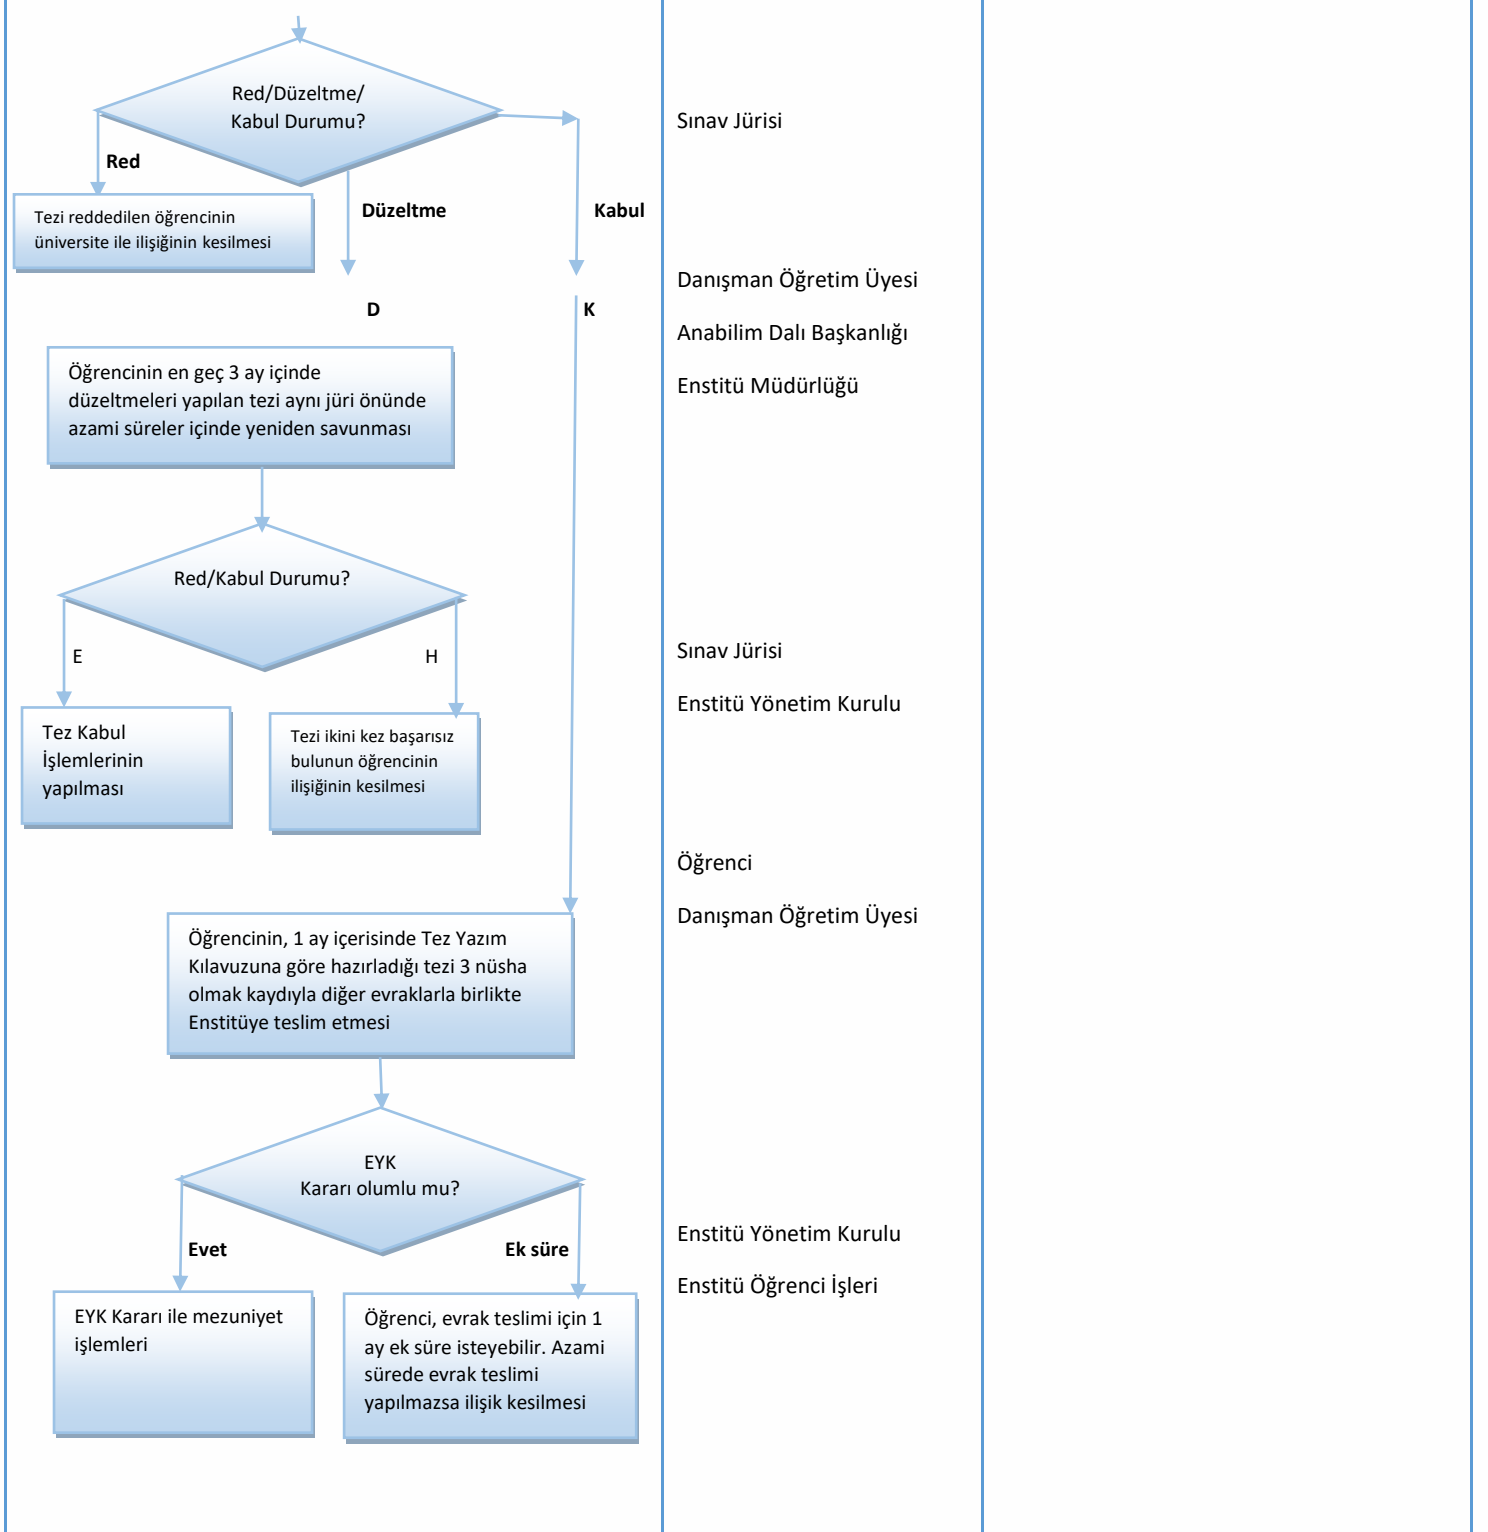 Red/Düzeltme/
Kabul Durumu?
Sınav Jürisi
Red
Tezi reddedilen öğrencinin
üniversite ile ilişiğinin kesilmesi
Düzeltme
Kabul
Danışman Öğretim Üyesi
D
K
Anabilim Dalı Başkanlığı
Enstitü Müdürlüğü
Öğrencinin en geç 3 ay içinde
düzeltmeleri yapılan tezi aynı jüri önünde
azami süreler içinde yeniden savunması
Red/Kabul Durumu?
E
H
Sınav Jürisi
Enstitü Yönetim Kurulu
Tez Kabul
İşlemlerinin
yapılması
Tezi ikini kez başarısız
bulunun öğrencinin
ilişiğinin kesilmesi
Öğrenci
Danışman Öğretim Üyesi
Öğrencinin, 1 ay içerisinde Tez Yazım
Kılavuzuna göre hazırladığı tezi 3 nüsha
olmak kaydıyla diğer evraklarla birlikte
Enstitüye teslim etmesi
EYK
Kararı olumlu mu?
Evet
Ek süre
Enstitü Yönetim Kurulu
Enstitü Öğrenci İşleri
EYK Kararı ile mezuniyet
işlemleri
Öğrenci, evrak teslimi için 1
ay ek süre isteyebilir. Azami
sürede evrak teslimi
yapılmazsa ilişik kesilmesi